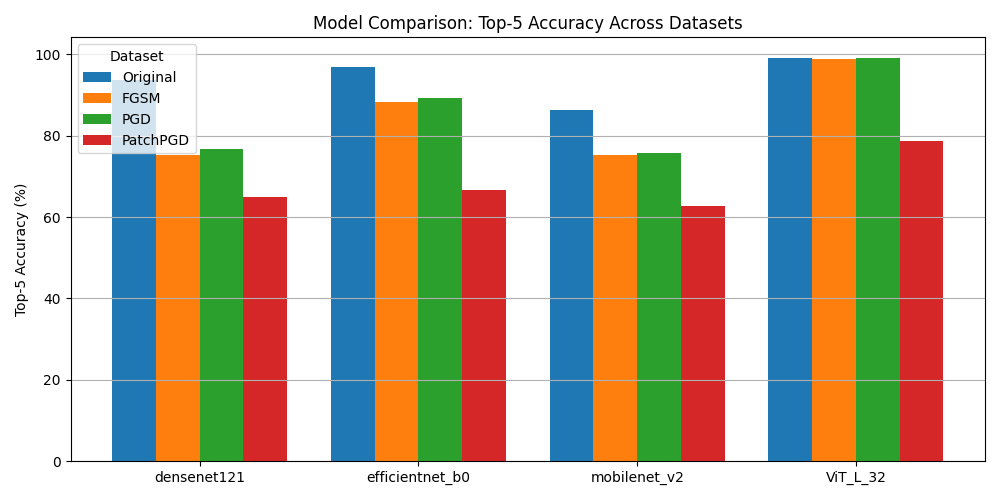 Model Comparison: Top-5 Accuracy Across Datasets
Top-5 Accuracy (%)
100
80
60
40
20
0
Dataset
Original
FGSM
PGD
PatchPGD
densenet121
efficientnet_b0
mobilenet_v2
ViT_L_32